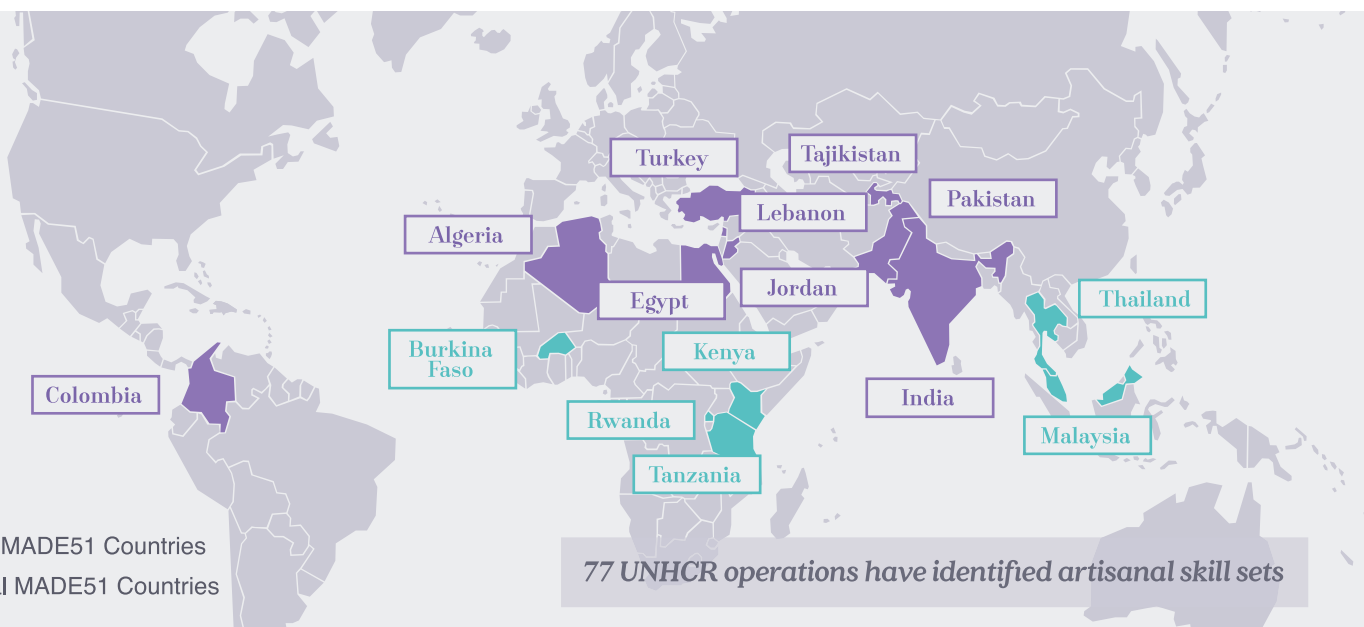 Turkey
Tajikistan
Pakistan
Lebanon
Algeria
Jordan
Egypt
Thailand
Burkina
Faso
Kenya
Colombia
India
Rwanda
Malaysia
Tanzania
MADE51 Countries
MADE51 Countries
77 UNHCR operations have identified artisanal skill sets